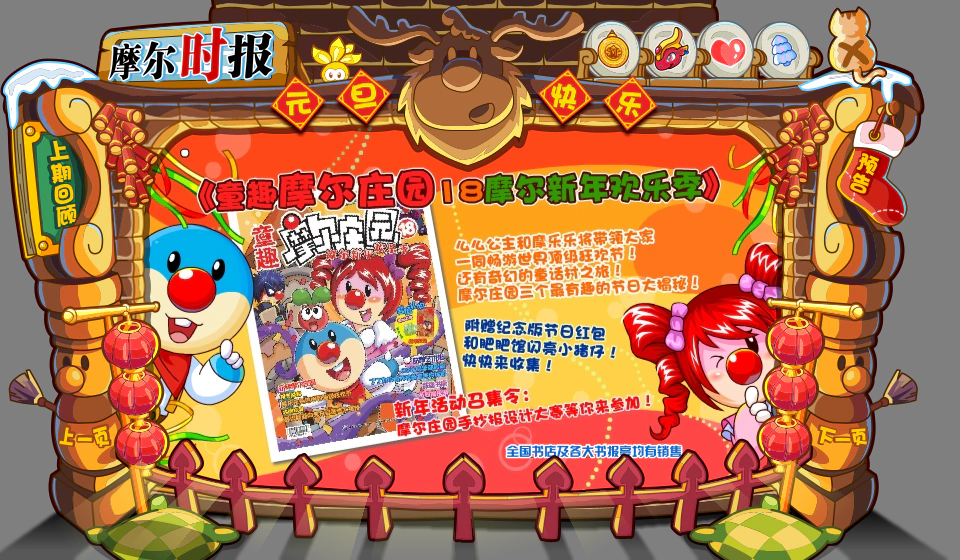 摩尔时报
元旦快乐
上期回顾
预告
《童趣摩尔庄园18摩尔新年欢乐季》
童趣
摩尔庄园
18
么么公主和摩乐乐将带领大家
一同畅游世界顶级狂欢节！
还有奇幻的童话村之旅！
摩尔庄园三个最有趣的节日大揭秘！
附赠纪念版节日红包
和肥肥馆闪亮小猪仔！
快快来收集！
新年活动召集令：
摩尔庄园手抄报设计大赛等你来参加！
全国书店及各大书报亭均有销售
上一页
下一页